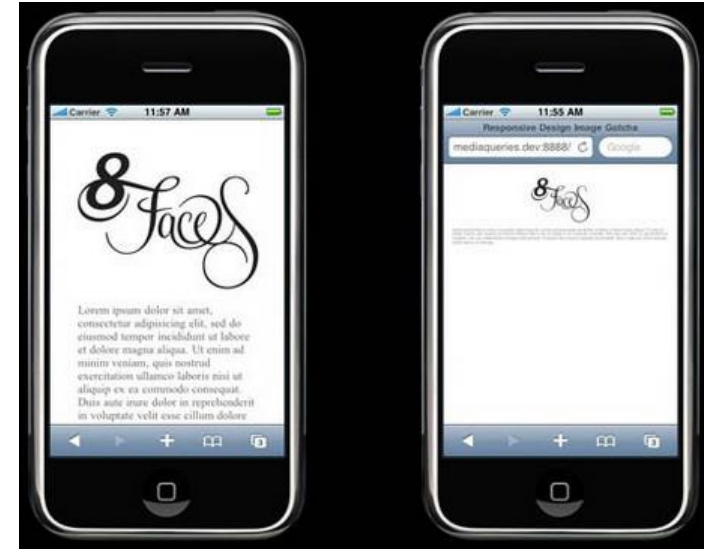 Carrier 11:57 AM
8
Faces
Lorem ipsum dolor sit amet,
consectetur adipisicing elit, sed do
eiusmod tempor incididunt ut labore
et dolore magna aliqua. Ut enim ad
minim veniam, quis nostrud
exercitation ullamco laboris nisi ut
aliquip ex ea commodo consequat.
Duis aute irure dolor in reprehenderit
in voluptate velit esse cillum dolore
3
Carrier 11:55 AM
Responsive Design Image Gotcha
mediaqueries.dev:8888/ Google
8
Faces
3